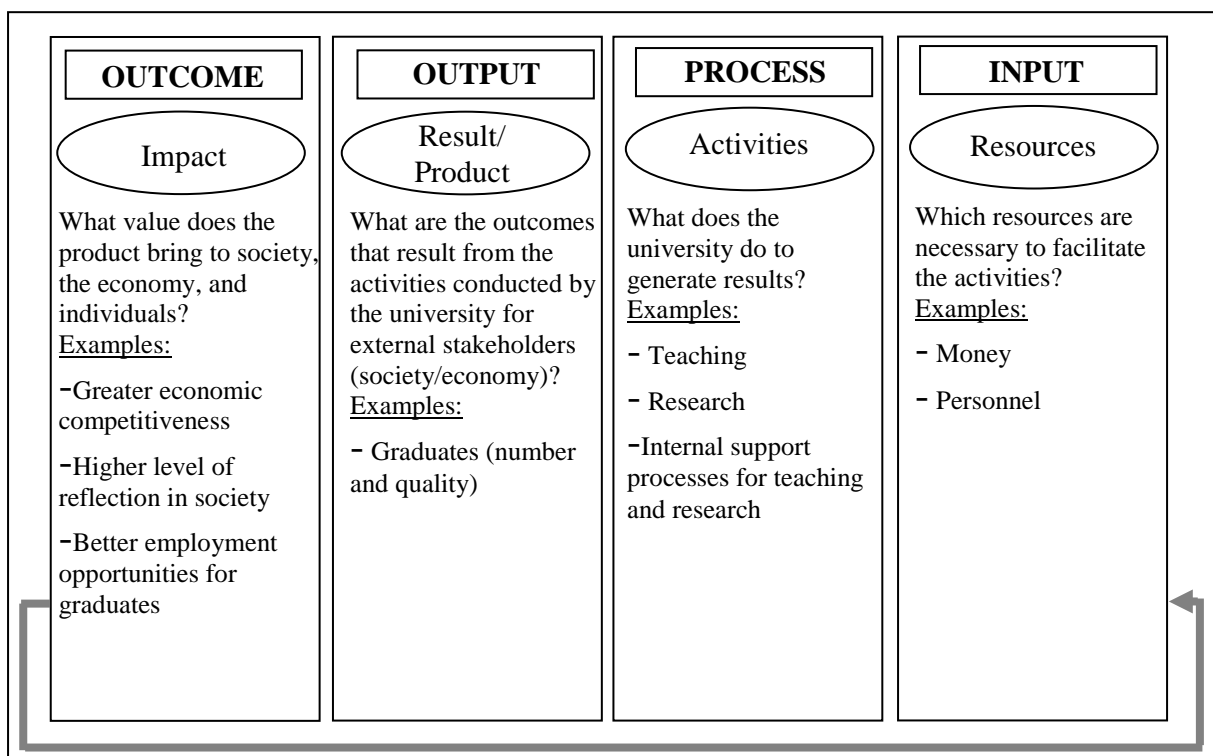 OUTCOME
Impact
What value does the
product bring to society,
the economy, and
individuals?
Examples:
-Greater economic
competitiveness
-Higher level of
reflection in society
-Better employment
opportunities for
graduates
OUTPUT
Result/
Product
What are the outcomes
that result from the
activities conducted by
the university for
external stakeholders
(society/economy)?
Examples:
- Graduates (number
and quality)
PROCESS
Activities
What does the
university do to
generate results?
Examples:
- Teaching
- Research
-Internal support
processes for teaching
and research
INPUT
Resources
Which resources are
necessary to facilitate
the activities?
Examples:
- Money
- Personnel